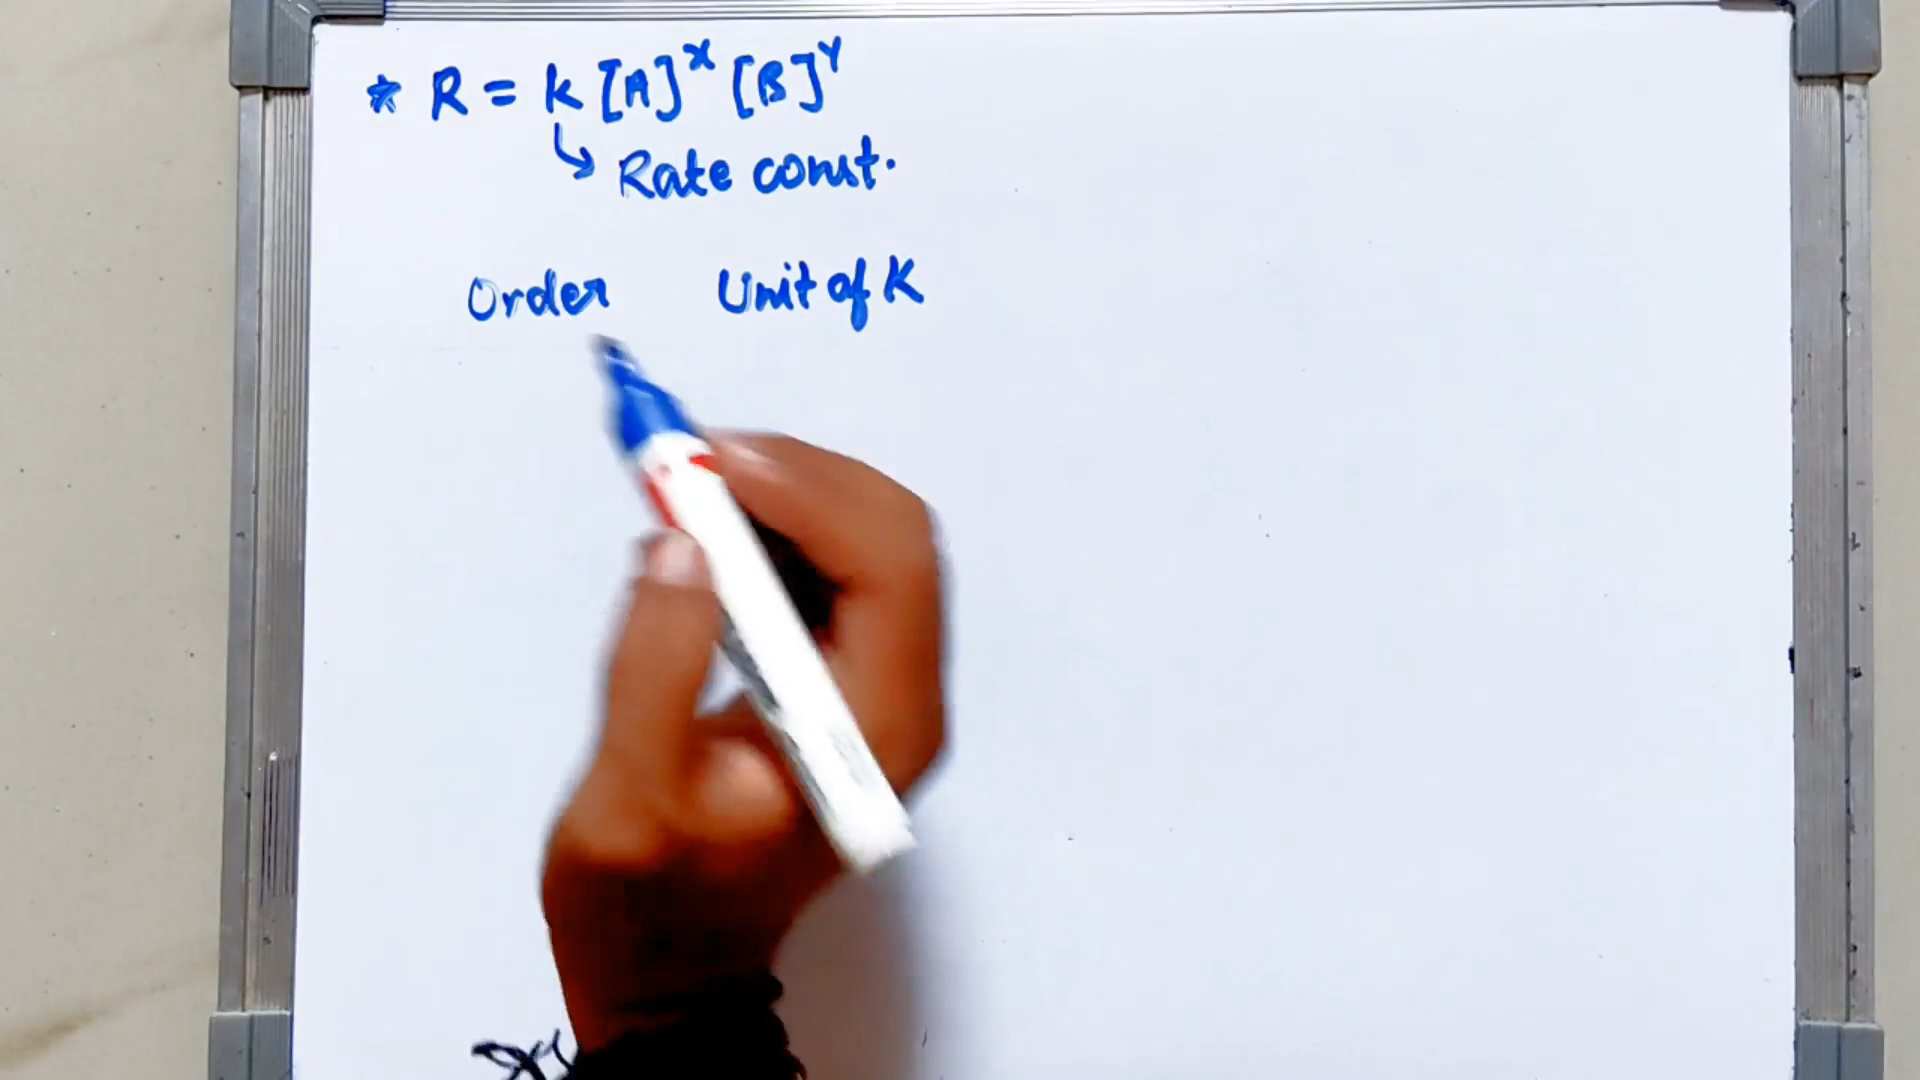 * R = k [A]^x [B]^y
↳ Rate const.
Order Unit of K